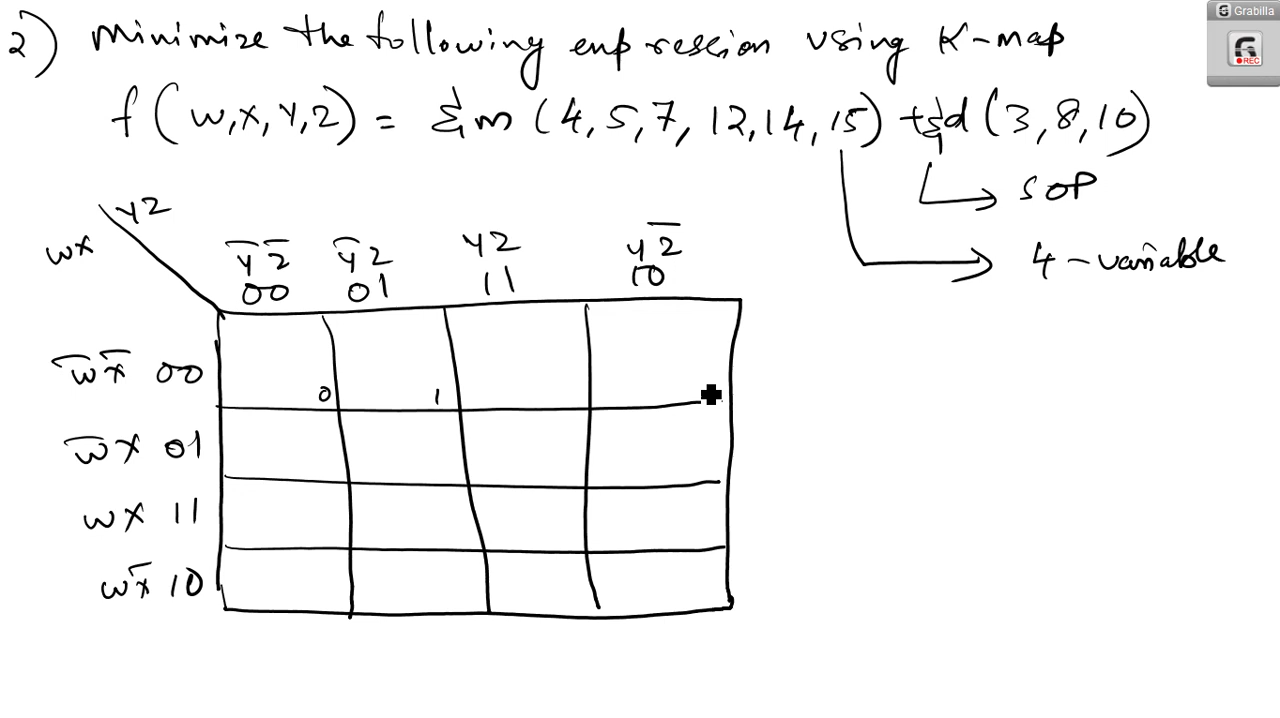 Grabilla
REC
2) Minimize the following expression using K-map
f(w,x,y,z) = Σm(4,5,7,12,14,15) + Σd(3,8,10)
SOP
4-variable
yz
wx
y̅z̅ y̅z yz yz̅
00 01 11 10
w̅x̅ 00
0 1
w̅x 01
wx 11
wx̅ 10